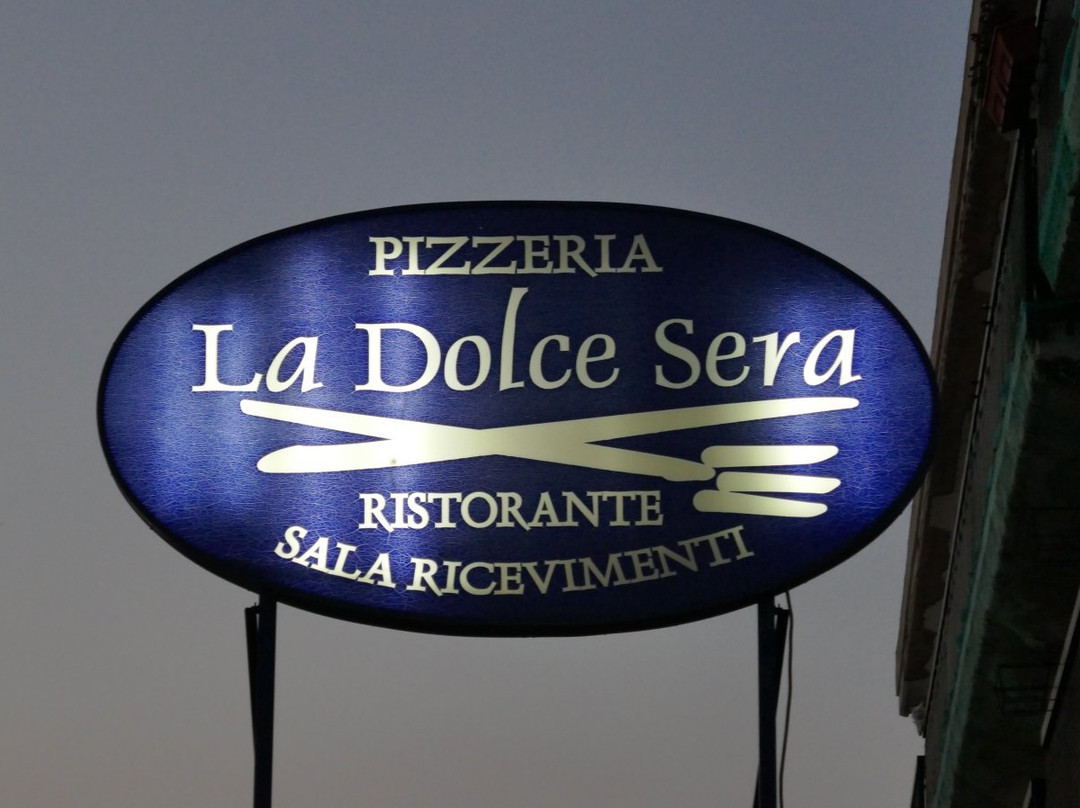 PIZZERIA
La Dolce Sera
RISTORANTE
SALA RICEVIMENTI